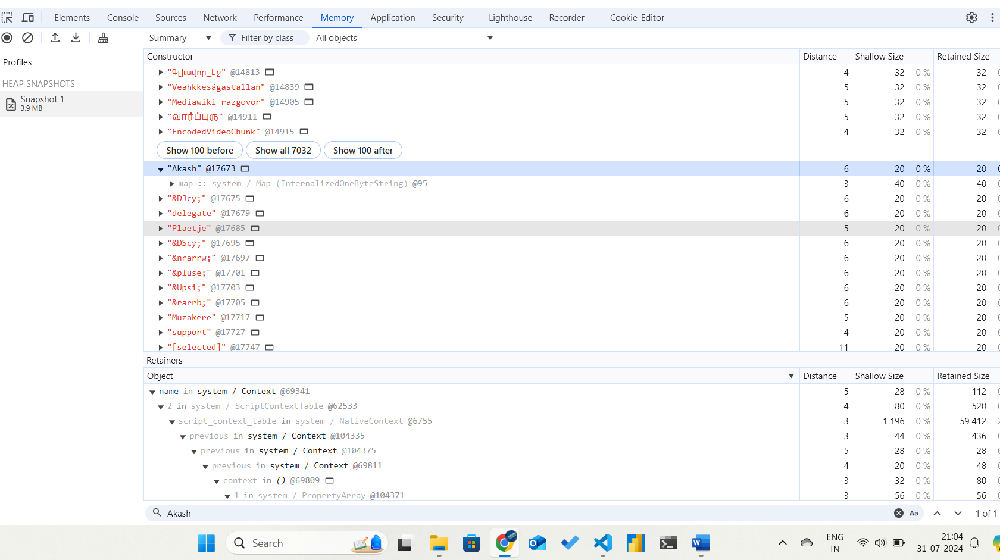 Elements Console Sources Network Performance Memory Application Security Lighthouse Recorder Cookie-Editor
Summary Filter by class All objects
Profiles
HEAP SNAPSHOTS
Snapshot 1
3.9 MB
Constructor Distance Shallow Size Retained Size
"Գլխավոր_էջ" @14813 4 32 0 % 32
"Veahkkeságastallan" @14839 5 32 0 % 32
"Mediawiki razgovor" @14905 5 32 0 % 32
"வார்ப்புரு" @14911 5 32 0 % 32
"EncodedVideoChunk" @14915 4 32 0 % 32
Show 100 before Show all 7032 Show 100 after
"Akash" @17673 6 20 0 % 20
map :: system / Map (InternalizedOneByteString) @95 3 40 0 % 40
"&DJcy;" @17675 6 20 0 % 20
"delegate" @17679 6 20 0 % 20
"Plaetje" @17685 5 20 0 % 20
"&DScy;" @17695 6 20 0 % 20
"&nrarrw;" @17697 6 20 0 % 20
"&pluse;" @17701 6 20 0 % 20
"&Upsi;" @17703 6 20 0 % 20
"&rarrb;" @17705 6 20 0 % 20
"Muzakere" @17717 5 20 0 % 20
"support" @17727 4 20 0 % 20
"[selected]" @17747 11 20 0 % 20
Retainers
Object Distance Shallow Size Retained Size
name in system / Context @69341 5 28 0 % 112
2 in system / ScriptContextTable @62533 4 80 0 % 520
script_context_table in system / NativeContext @6755 3 1 196 0 % 59 412
previous in system / Context @104335 3 44 0 % 436
previous in system / Context @104375 5 28 0 % 28
previous in system / Context @69811 4 20 0 % 48
context in () @69809 3 32 0 % 80
1 in system / PropertyArray @104371 3 56 0 % 56
Akash Aa 1 of 1
Search
ENG
IN
21:04
31-07-2024